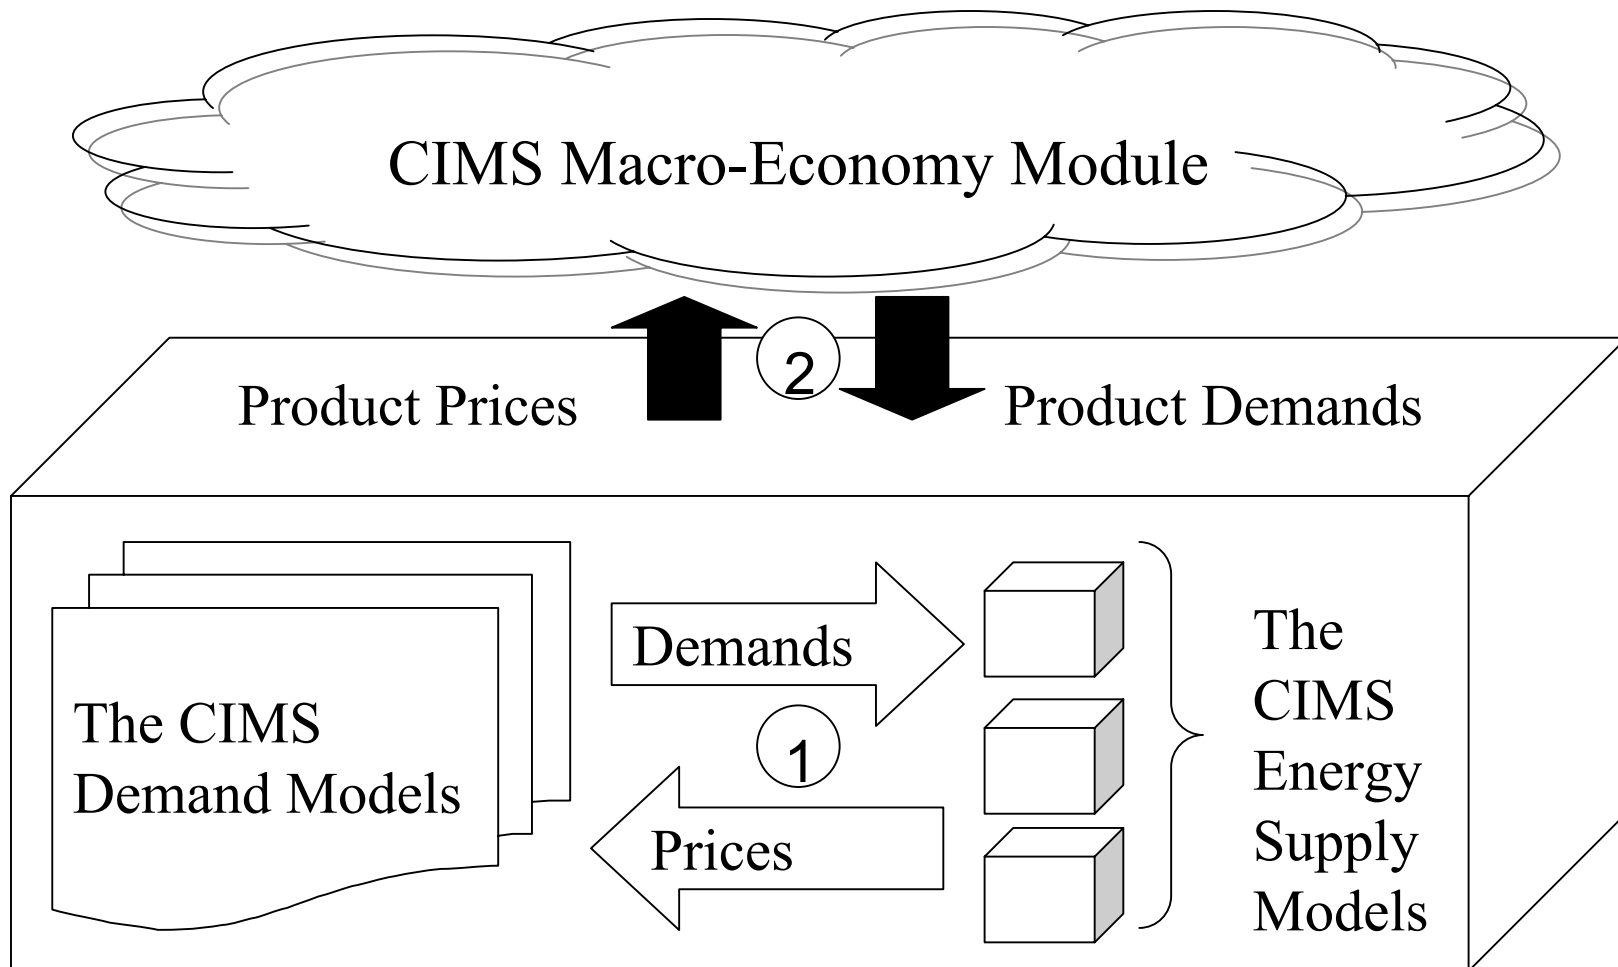 CIMS Macro-Economy Module
2
Product Prices
Product Demands
The CIMS
Demand Models
Demands
1
Prices
The
CIMS
Energy
Supply
Models